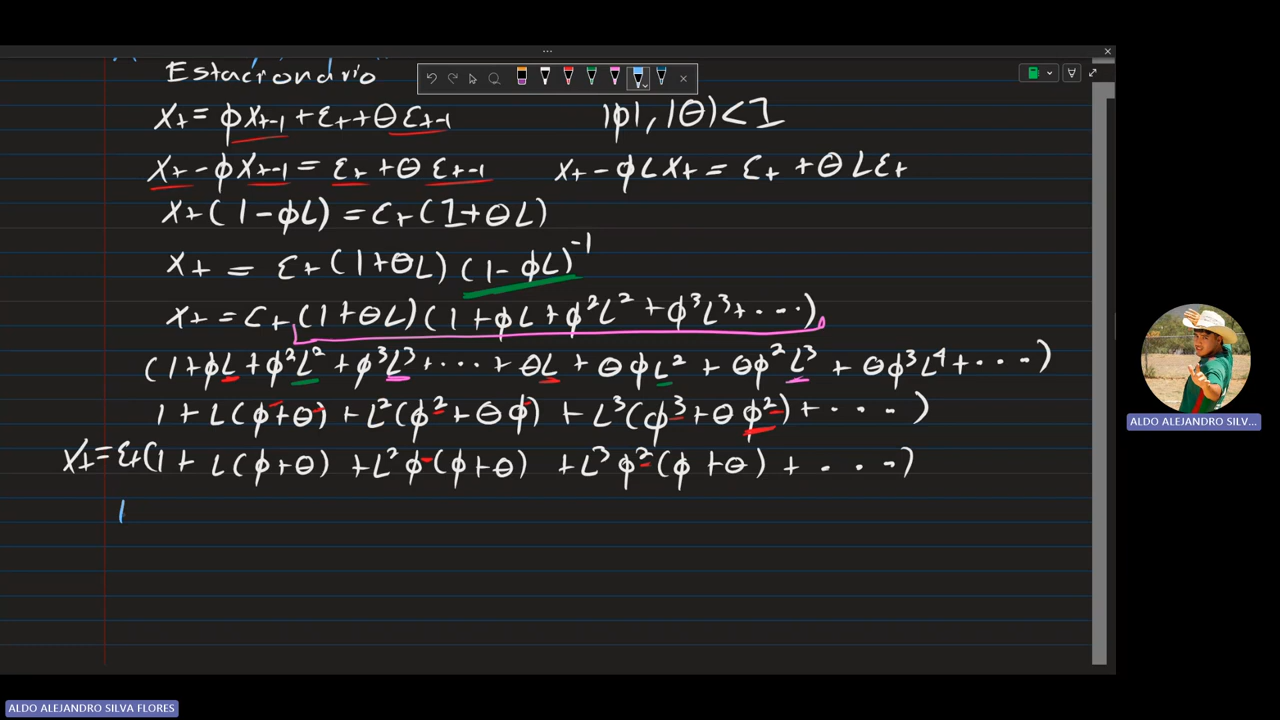 Estacionario
X_t = φX_{t-1} + ε_t + θε_{t-1}    |φ|, |θ| < 1
X_t - φX_{t-1} = ε_t + θε_{t-1}    X_t - φLX_t = ε_t + θLε_t
X_t(1 - φL) = ε_t(1 + θL)
X_t = ε_t(1 + θL)(1 - φL)^{-1}
X_t = ε_t(1 + θL)(1 + φL + φ²L² + φ³L³ + ...)
(1 + φL + φ²L² + φ³L³ + ... + θL + θφL² + θφ²L³ + θφ³L⁴ + ...)
1 + L(φ+θ) + L²(φ² + θφ) + L³(φ³ + θφ²) + ....)
X_t = ε_t(1 + L(φ+θ) + L²φ(φ+θ) + L³φ²(φ+θ) + ...)
ALDO ALEJANDRO SILV...
ALDO ALEJANDRO SILVA FLORES